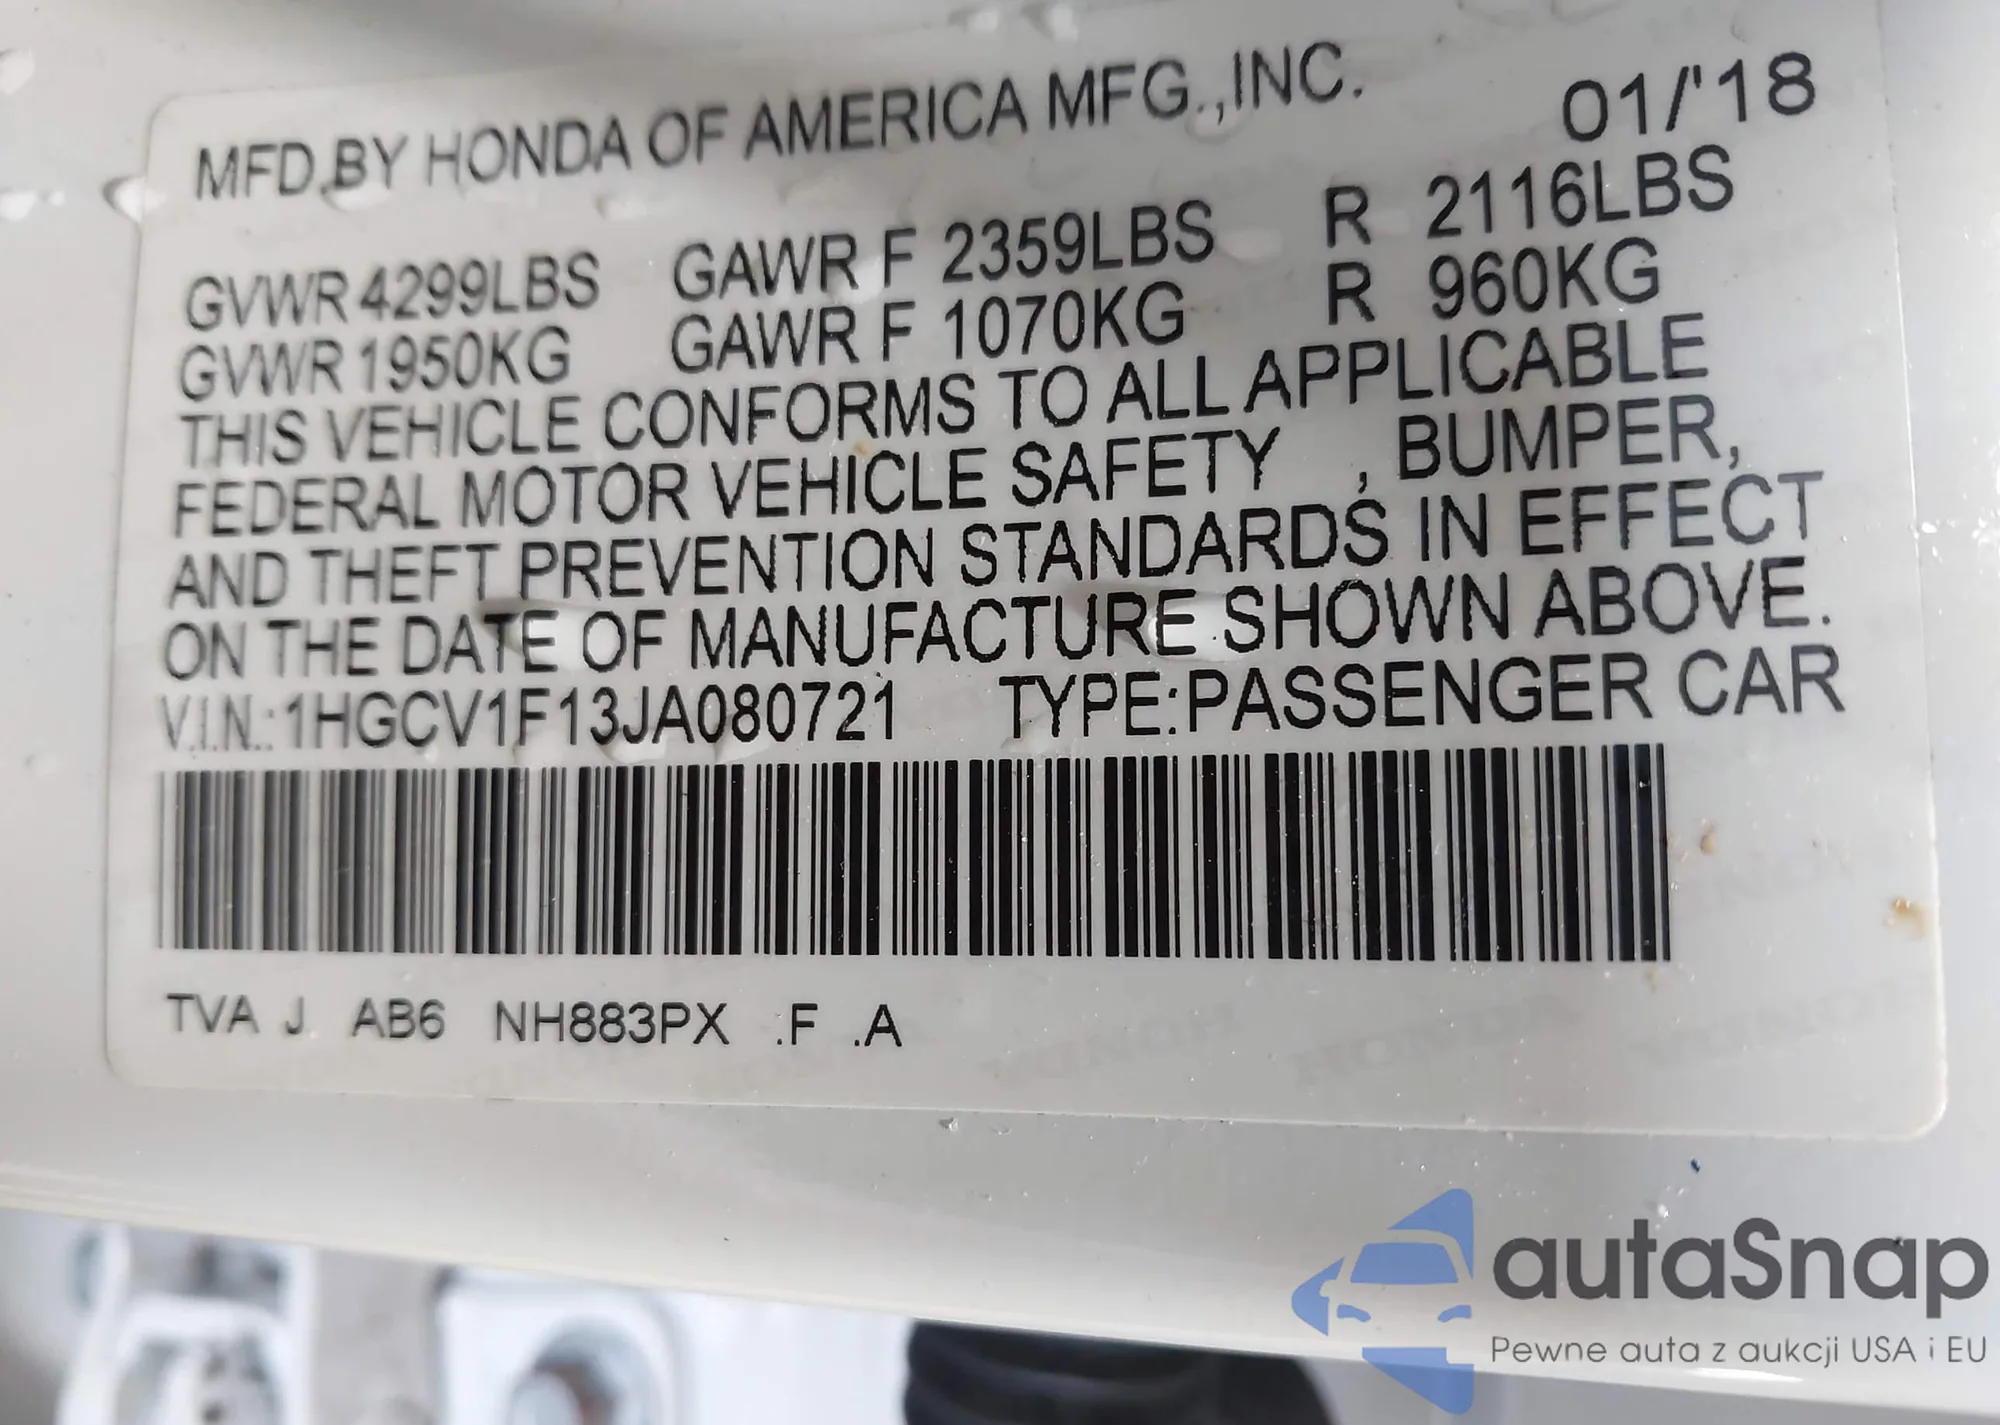 MFD.BY HONDA OF AMERICA MFG.,INC. 01/'18
GVWR 4299LBS GAWR F 2359LBS R 2116LBS
GVWR 1950KG GAWR F 1070KG R 960KG
THIS VEHICLE CONFORMS TO ALL APPLICABLE
FEDERAL MOTOR VEHICLE SAFETY , BUMPER,
AND THEFT PREVENTION STANDARDS IN EFFECT
ON THE DATE OF MANUFACTURE SHOWN ABOVE.
V.I.N.: 1HGCV1F13JA080721 TYPE:PASSENGER CAR
TVA J AB6 NH883PX .F .A
autaSnap
Pewne auta z aukcji USA i EU